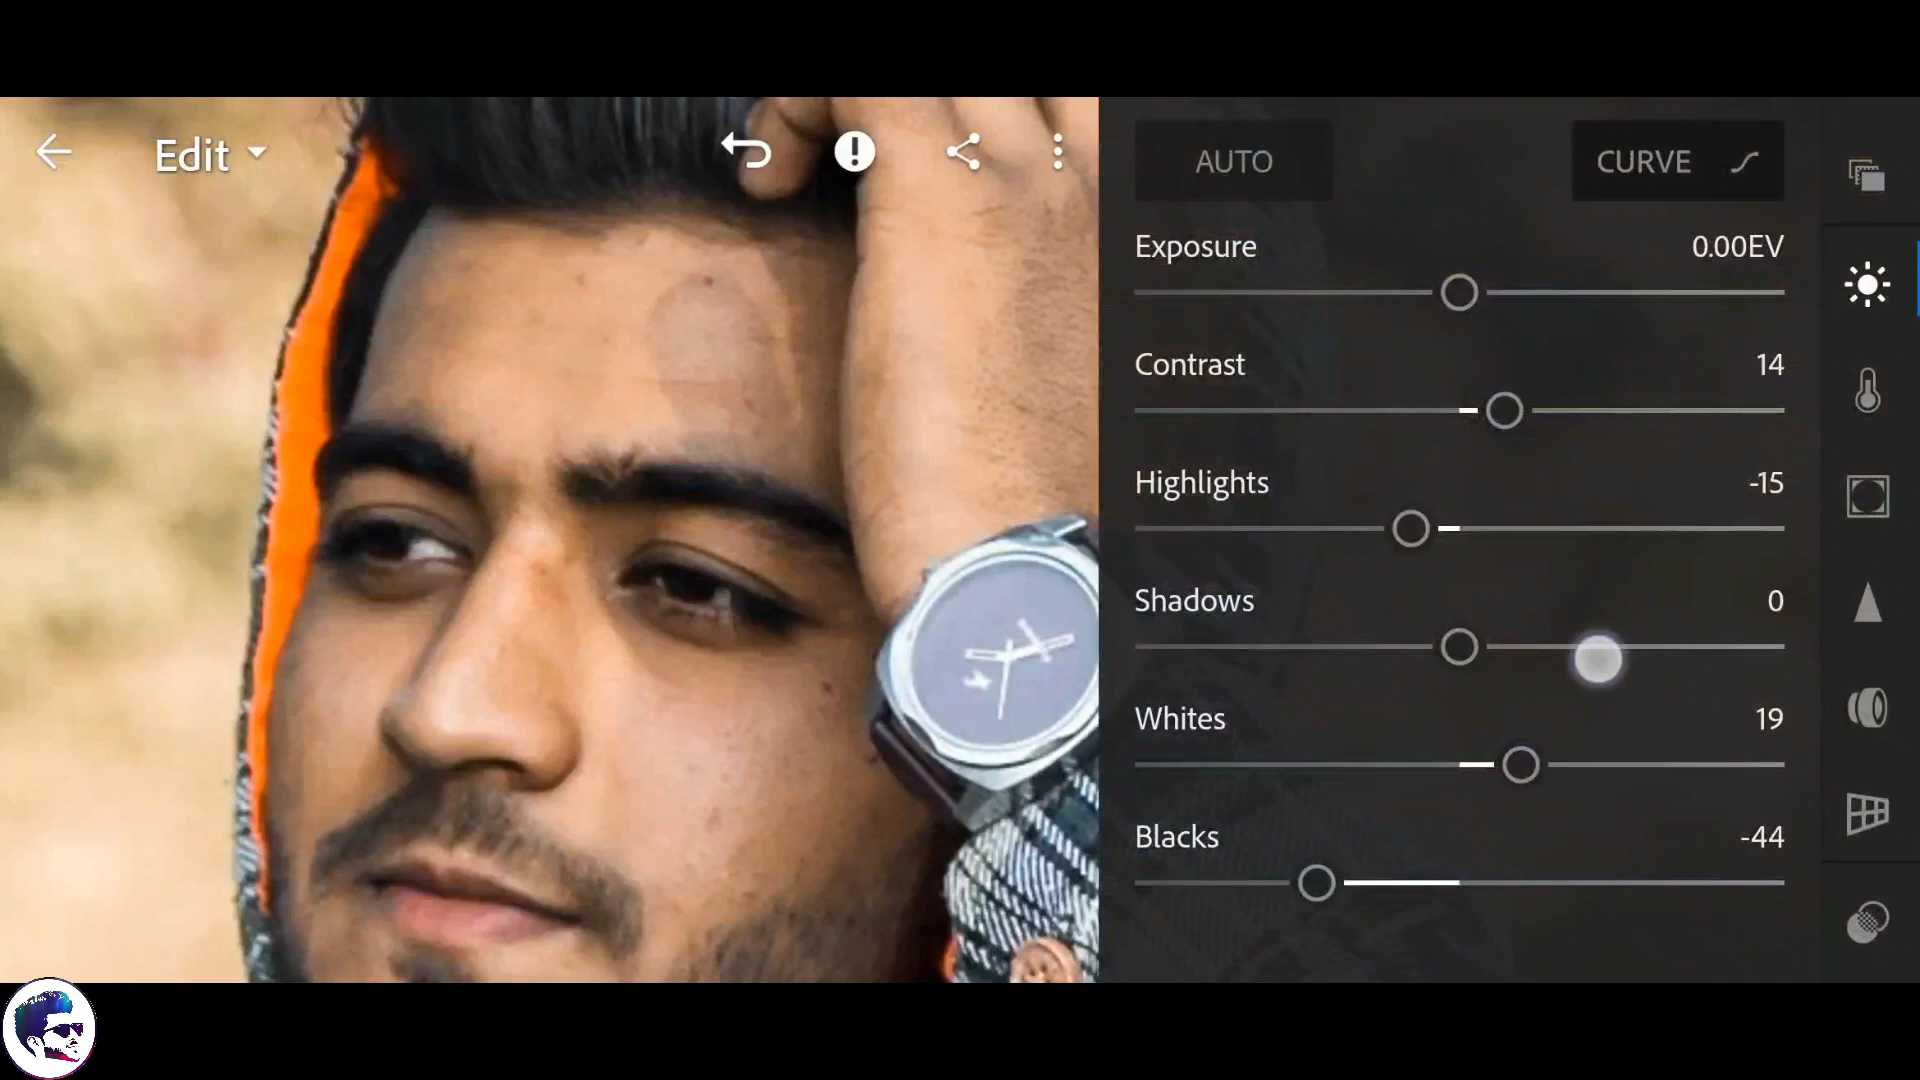 Edit
AUTO
CURVE
Exposure 0.00EV
Contrast 14
Highlights -15
Shadows 0
Whites 19
Blacks -44